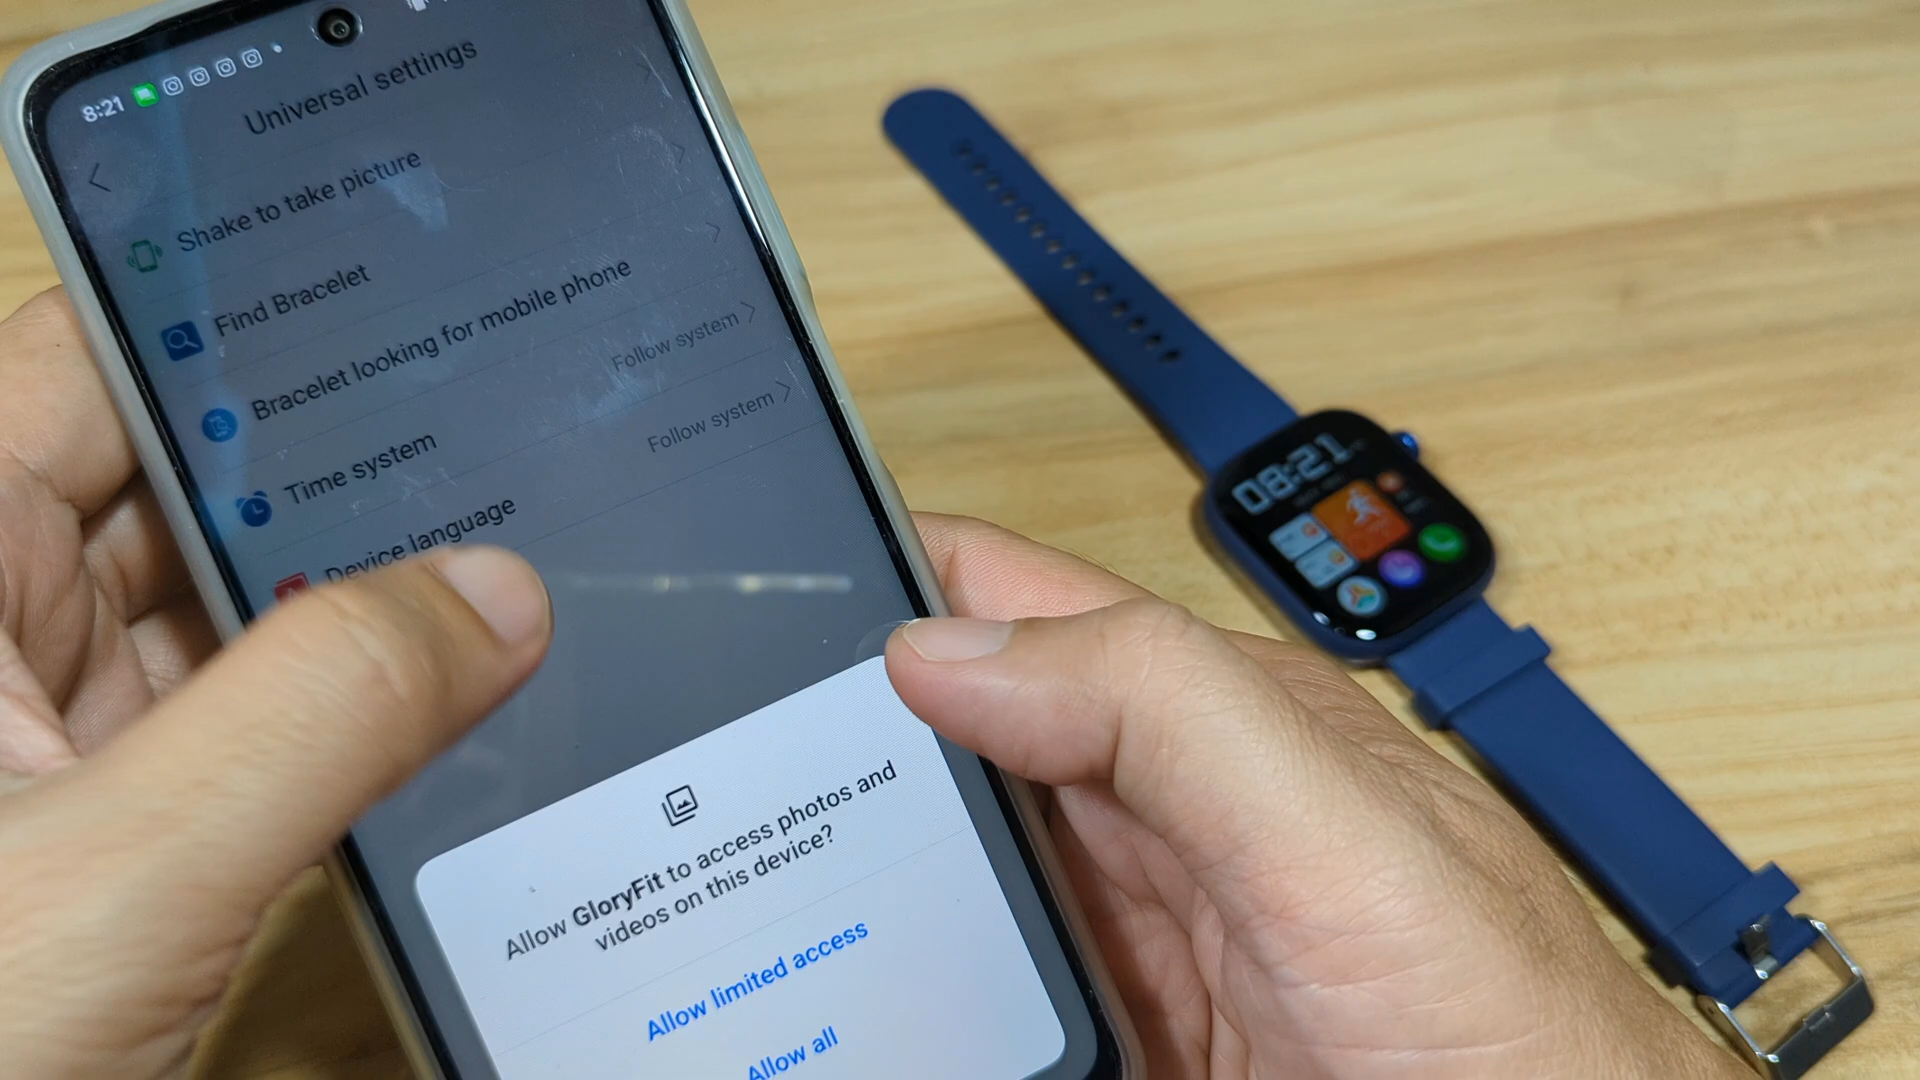 8:21
Universal settings
Shake to take picture
Find Bracelet
Bracelet looking for mobile phone
Time system Follow system
Device language Follow system
Allow GloryFit to access photos and
videos on this device?
Allow limited access
Allow all
08:21